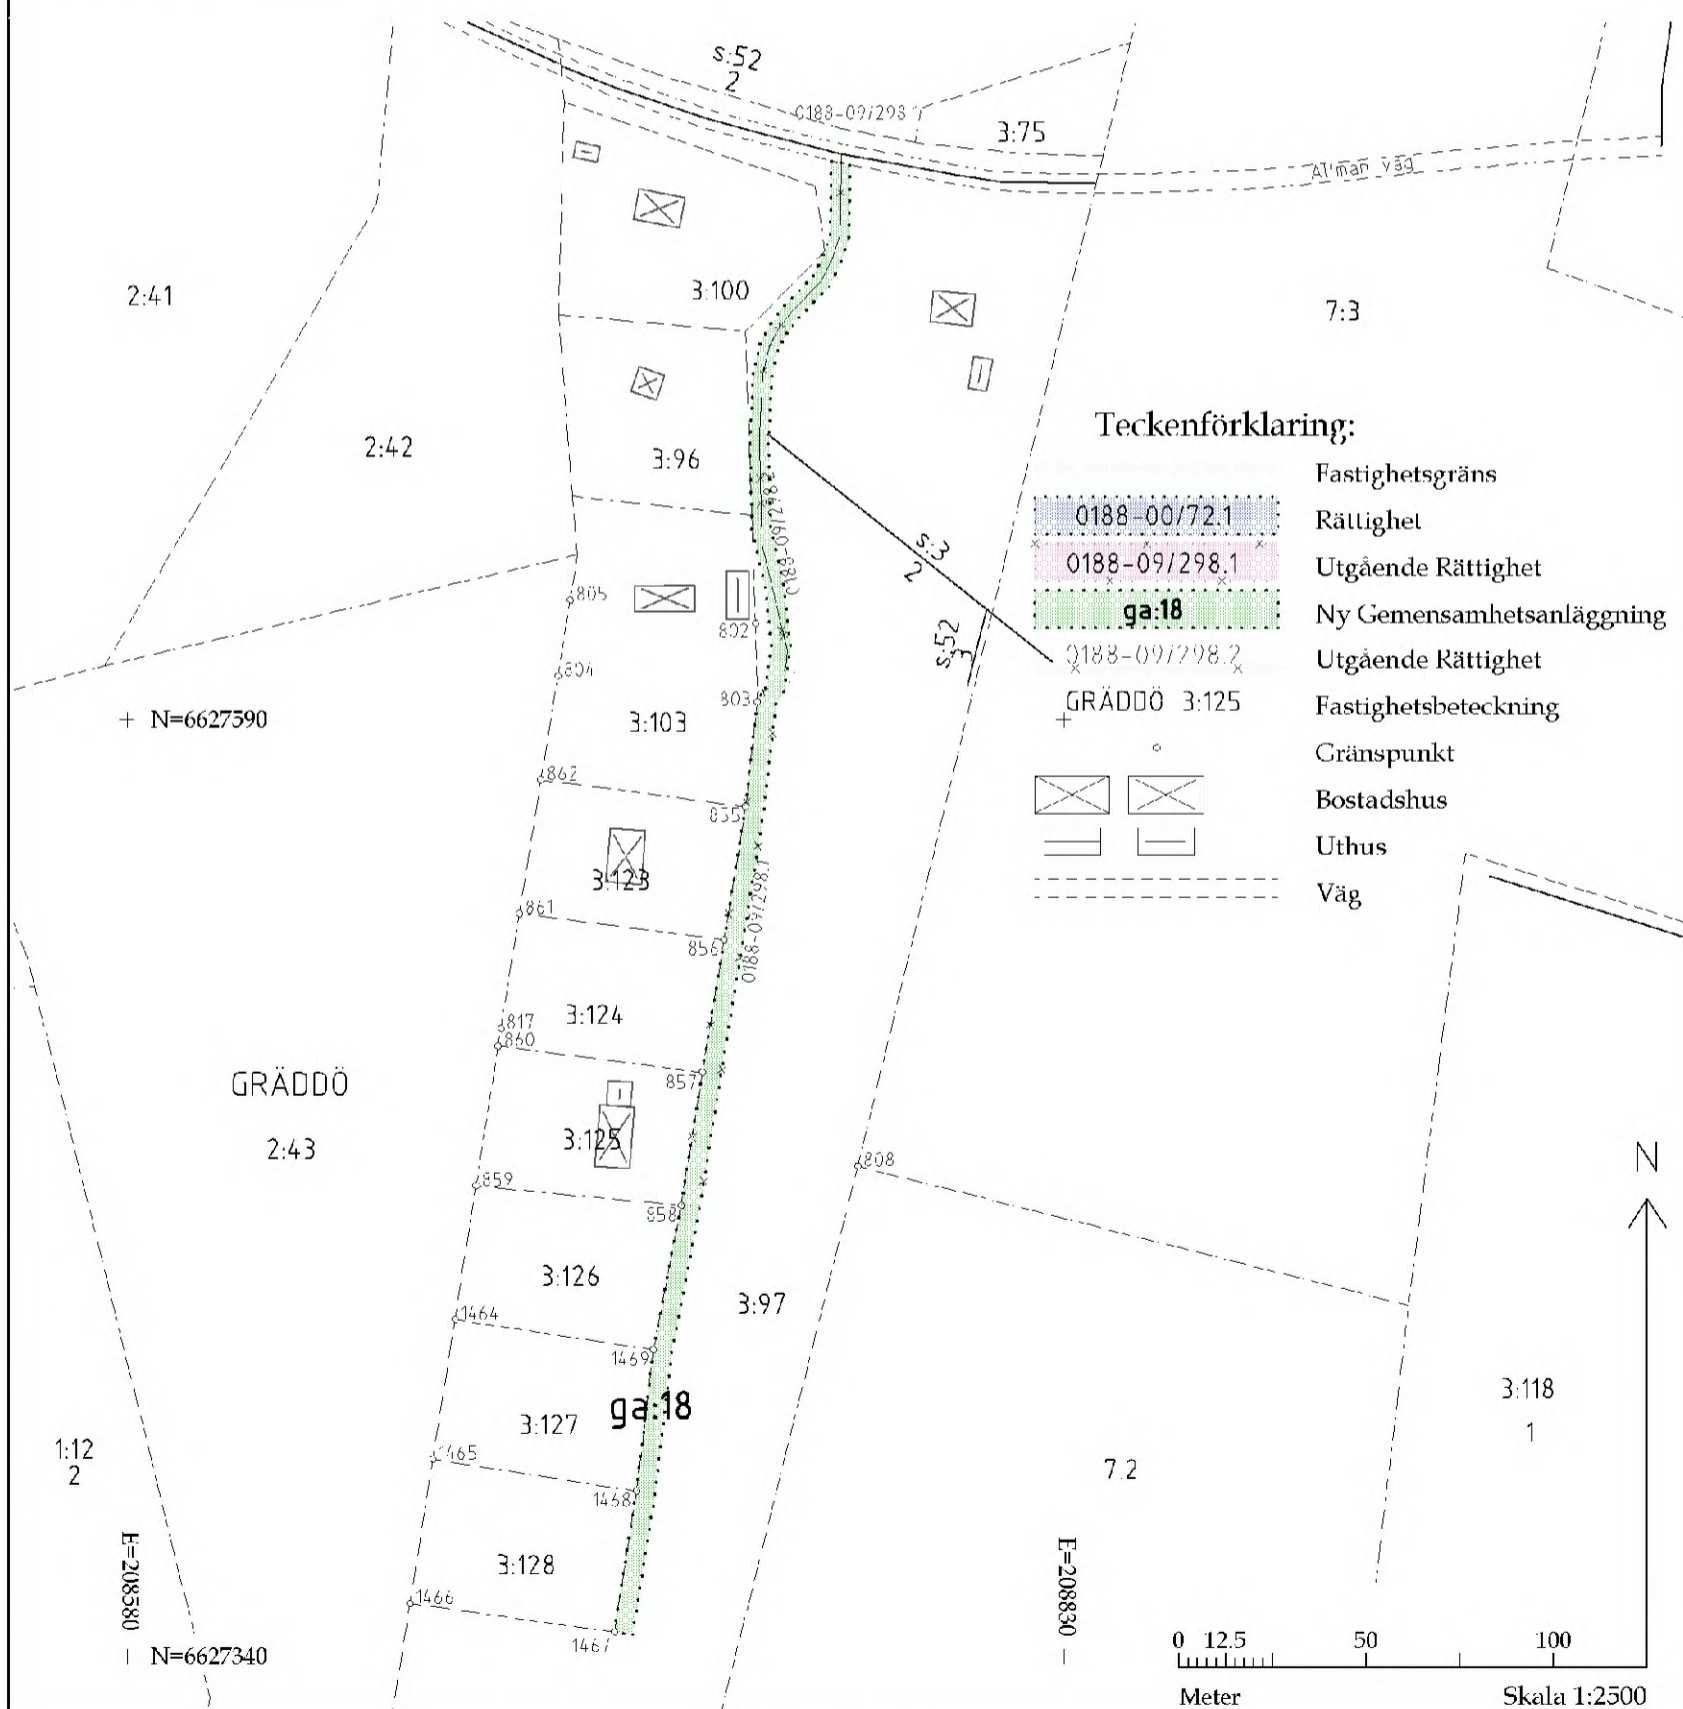 s:52
2
0188-09/298
3:75
Allmän väg
2:41
3:100
7:3
Teckenförklaring:
2:42
3:96
Fastighetsgräns
0188-00/72.1
Rättighet
0188-09/298.2
s:3
2
0188-09/298.1
Utgående Rättighet
805
802
ga:18
Ny Gemensamhetsanläggning
s:52
3
804
0188-09/298.2
Utgående Rättighet
803
GRÄDDÖ 3:125
Fastighetsbeteckning
N=6627590
3:103
Gränspunkt
862
855
Bostadshus
Uthus
3:123
Väg
861
856
0188-09/298.1
3:124
817
860
857
GRÄDDÖ
2:43
3:125
808
N
859
858
3:126
3:97
1464
1469
3:118
1
ga:18
3:127
1:12
2
1465
7:2
1468
3:128
E=208580
E=208830
1466
1467
N=6627340
0 12.5 50 100
Meter
Skala 1:2500